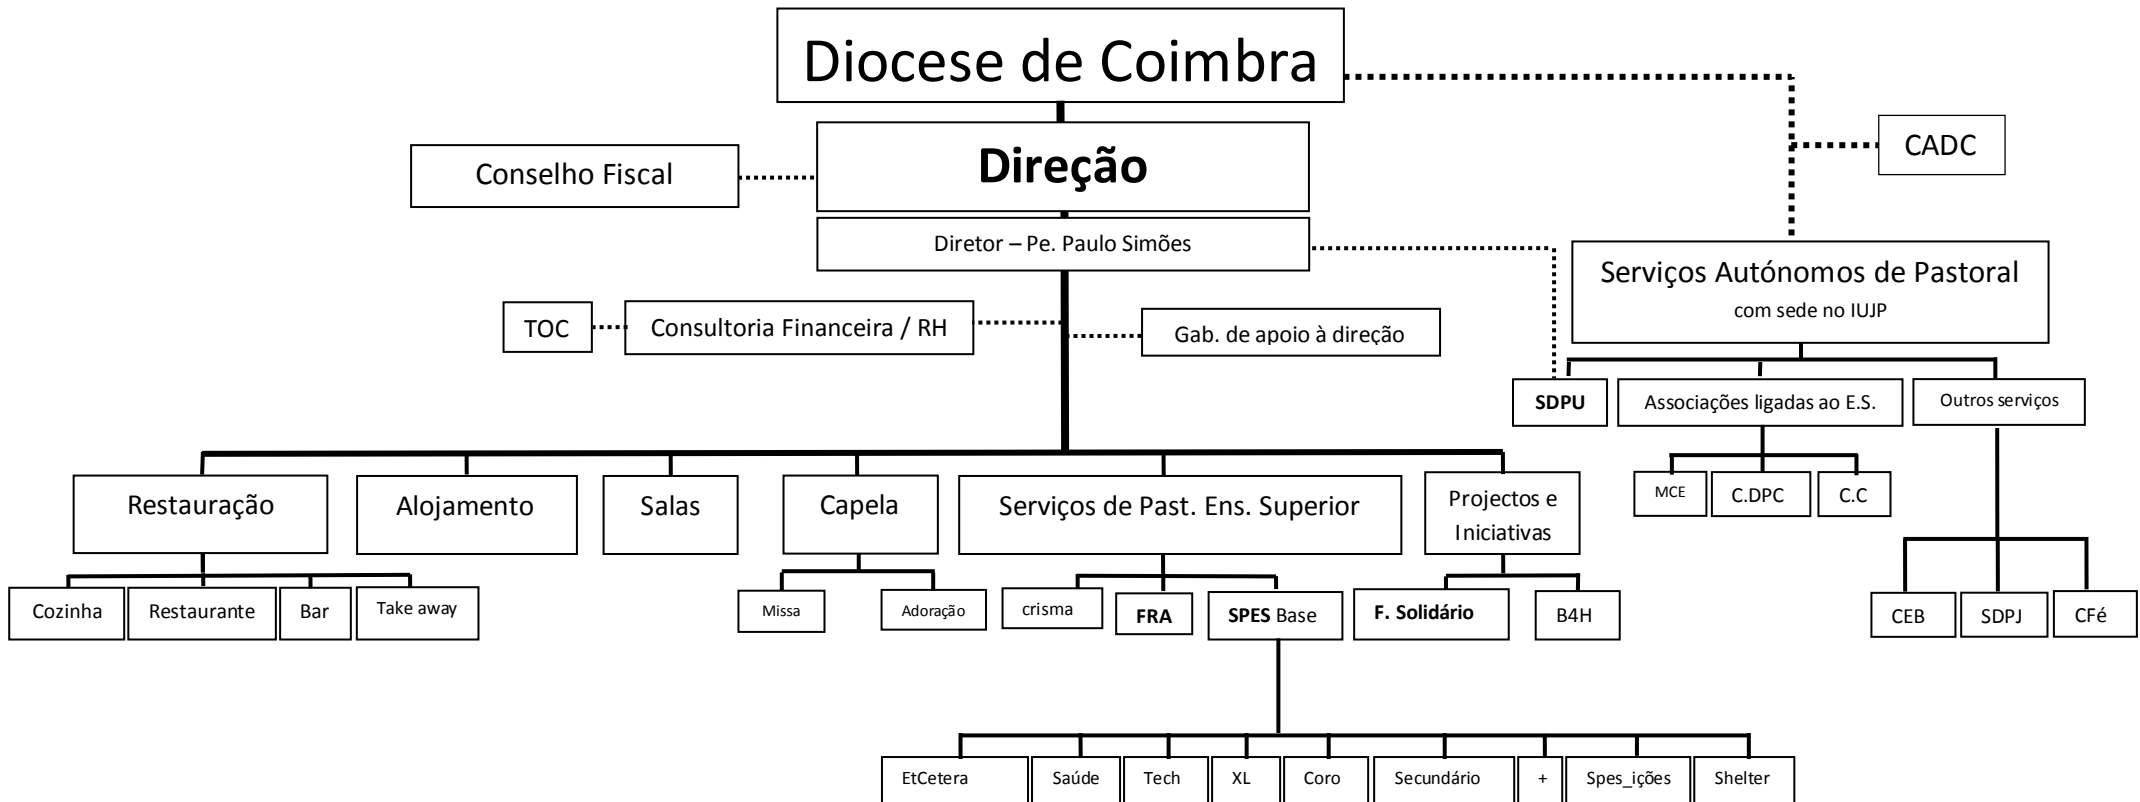 Diocese de Coimbra
CADC
Conselho Fiscal
Direção
Diretor – Pe. Paulo Simões
Serviços Autónomos de Pastoral
com sede no IUJP
TOC
Consultoria Financeira / RH
Gab. de apoio à direção
SDPU
Associações ligadas ao E.S.
Outros serviços
MCE
C.DPC
C.C
Restauração
Alojamento
Salas
Capela
Serviços de Past. Ens. Superior
Projectos e
Iniciativas
Cozinha
Restaurante
Bar
Take away
Missa
Adoração
crisma
FRA
SPES Base
F. Solidário
B4H
CEB
SDPJ
CFé
EtCetera
Saúde
Tech
XL
Coro
Secundário
+
Spes_ições
Shelter